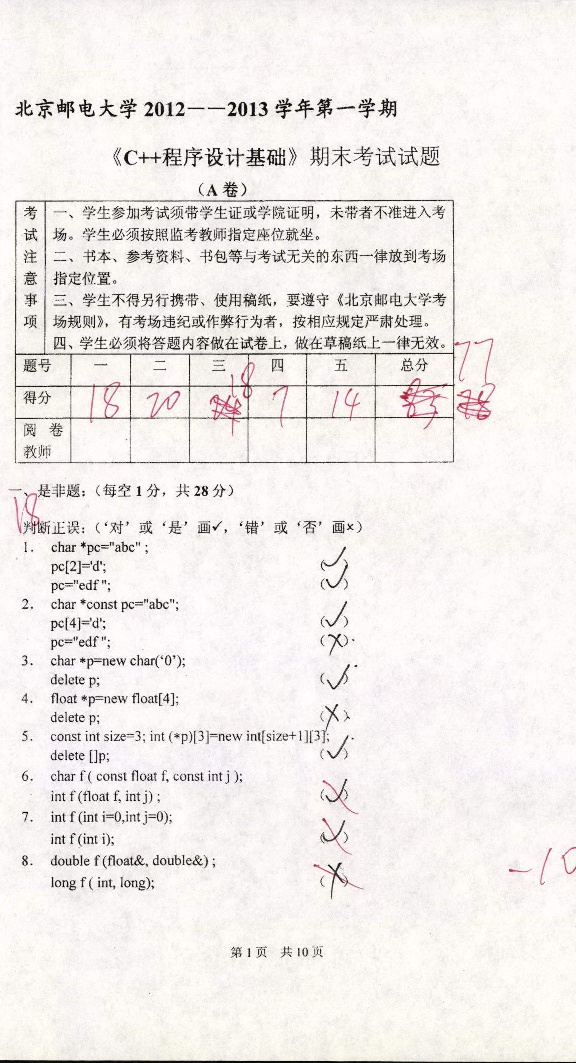 北京邮电大学 2012——2013 学年第一学期
《C++程序设计基础》期末考试试题
（A 卷）
考试注意事项
一、学生参加考试须带学生证或学院证明，未带者不准进入考
场。学生必须按照监考教师指定座位就坐。
二、书本、参考资料、书包等与考试无关的东西一律放到考场
指定位置。
三、学生不得另行携带、使用稿纸，要遵守《北京邮电大学考
场规则》，有考场违纪或作弊行为者，按相应规定严肃处理。
四、学生必须将答题内容做在试卷上，做在草稿纸上一律无效。
题号 一 二 三 四 五 总分 77
得分 18 20 18 7 14
阅 卷
教师
一、是非题：（每空 1 分，共 28 分）
18
判断正误：（‘对’或‘是’画✓，‘错’或‘否’画×）
1. char *pc="abc" ;
pc[2]='d'; (✓)
pc="edf "; (✓)
2. char *const pc="abc";
pc[4]='d'; (✓)
pc="edf "; (×)
3. char *p=new char(‘0’);
delete p; (✓)
4. float *p=new float[4];
delete p; (×)
5. const int size=3; int (*p)[3]=new int[size+1][3];
delete []p; (✓)
6. char f ( const float f, const int j );
int f (float f, int j) ; (✓)
7. int f (int i=0,int j=0);
int f (int i); (✓)
8. double f (float&, double&) ;
long f ( int, long); (×)
-10
第 1 页 共 10 页